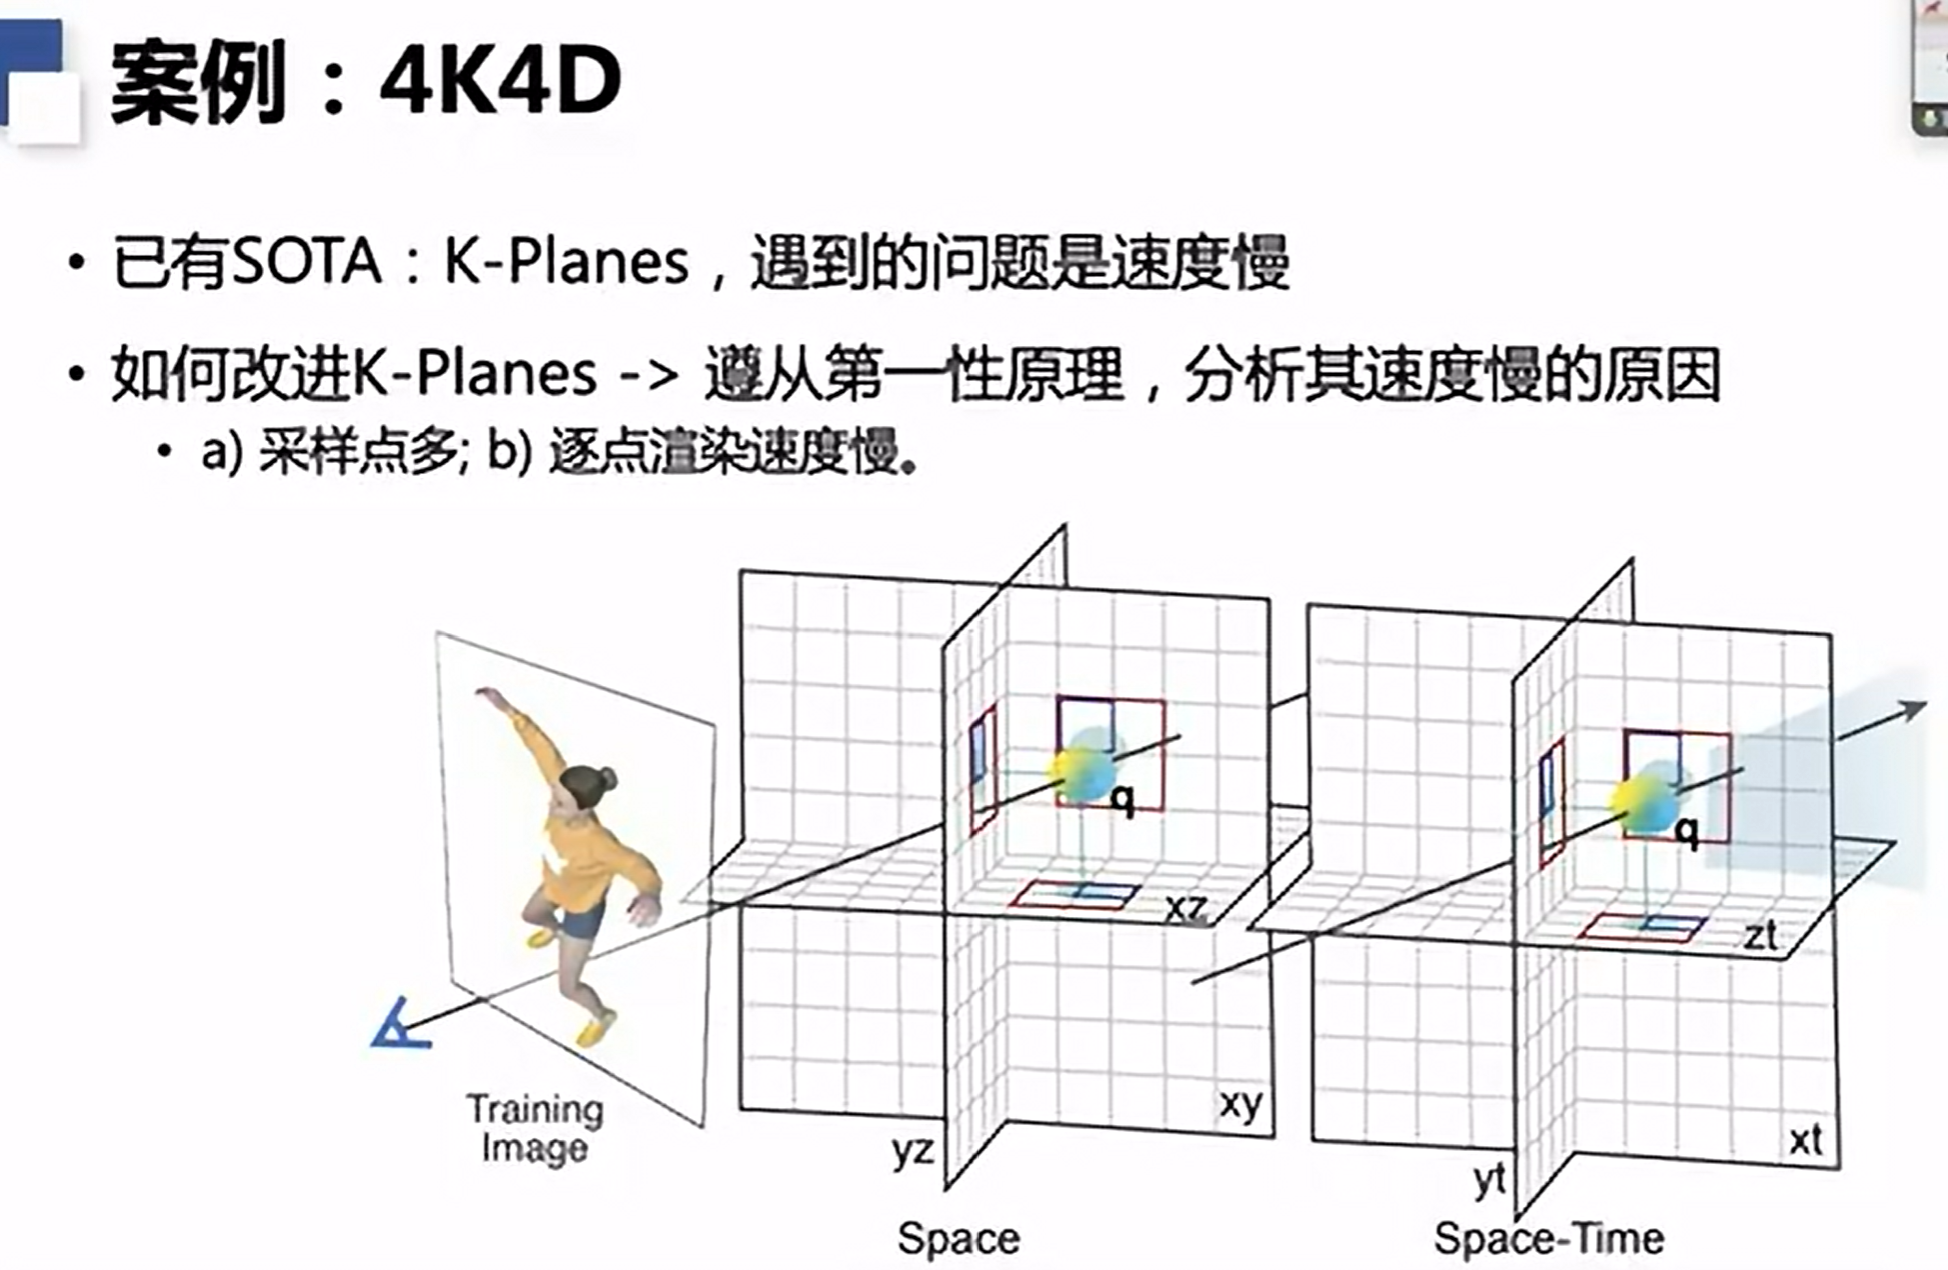 案例：4K4D
• 已有SOTA：K-Planes，遇到的问题是速度慢
• 如何改进K-Planes -> 遵从第一性原理，分析其速度慢的原因
• a) 采样点多; b) 逐点渲染速度慢。
q
q
xz
zt
xy
xt
yz
yt
Training
Image
Space
Space-Time